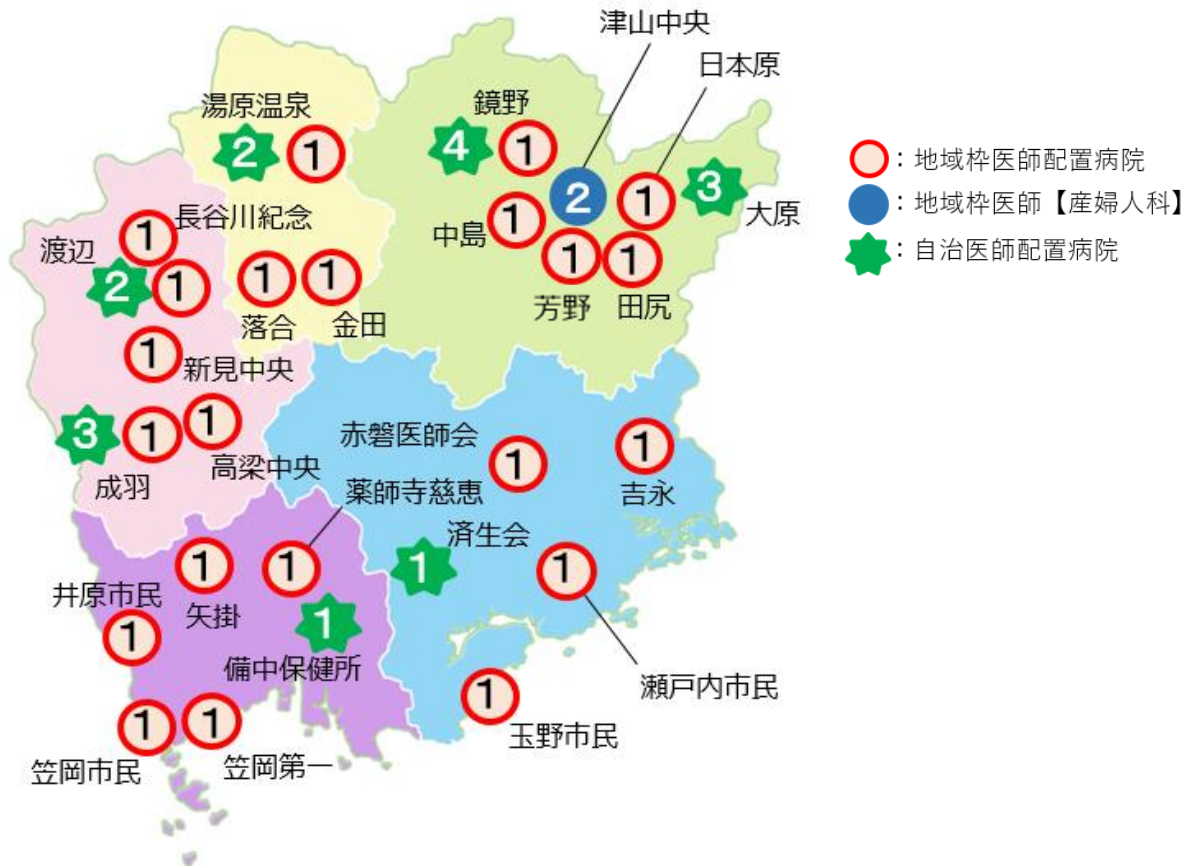 津山中央
日本原
湯原温泉
2
1
鏡野
4
1
2
1
3
大原
中島
1
1
1
芳野
田尻
長谷川紀念
1
渡辺
2
1
1
1
落合
金田
1
新見中央
3
1
1
成羽
高梁中央
赤磐医師会
1
1
吉永
薬師寺慈恵
済生会
1
1
瀬戸内市民
1
玉野市民
1
1
井原市民
矢掛
1
1
備中保健所
1
1
笠岡市民
笠岡第一
：地域枠医師配置病院
：地域枠医師【産婦人科】
：自治医師配置病院